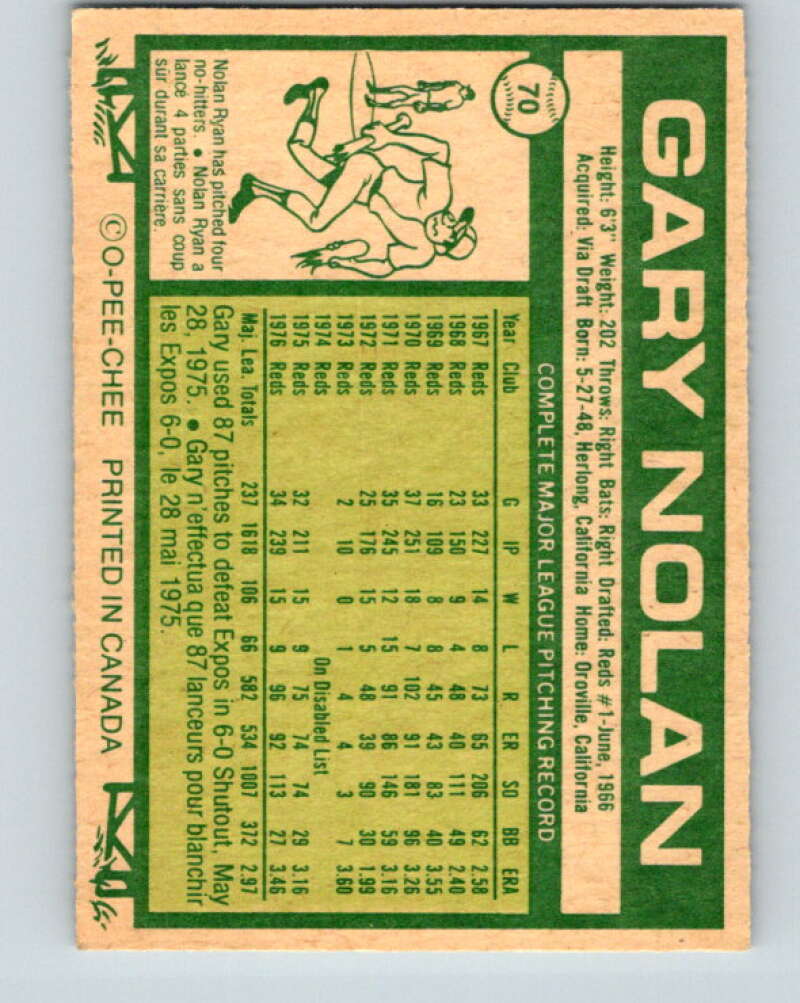 70
GARY NOLAN
Height: 6'3" Weight: 202 Throws: Right Bats: Right Drafted: Reds #1-June, 1966
Acquired: Via Draft Born: 5-27-48, Herlong, California Home: Oroville, California
COMPLETE MAJOR LEAGUE PITCHING RECORD
Year Club G IP W L R ER SO BB ERA
1967 Reds 33 227 14 8 73 65 206 62 2.58
1968 Reds 23 150 9 4 48 40 111 49 2.40
1969 Reds 16 109 8 8 45 43 83 40 3.55
1970 Reds 37 251 18 7 102 91 181 96 3.26
1971 Reds 35 245 12 15 91 86 146 59 3.16
1972 Reds 25 176 15 5 48 39 90 30 1.99
1973 Reds 2 10 0 1 4 4 3 7 3.60
1974 Reds On Disabled List
1975 Reds 32 211 15 9 75 74 74 29 3.16
1976 Reds 34 239 15 9 96 92 113 27 3.46
Maj. Lea. Totals 237 1618 106 66 582 534 1007 372 2.97
Gary used 87 pitches to defeat Expos in 6-0 Shutout, May
28, 1975. • Gary n'effectua que 87 lanceurs pour blanchir
les Expos 6-0, le 28 mai 1975.
Nolan Ryan has pitched four
no-hitters. • Nolan Ryan a
lancé 4 parties sans coup
sûr durant sa carrière.
© O-PEE-CHEE PRINTED IN CANADA